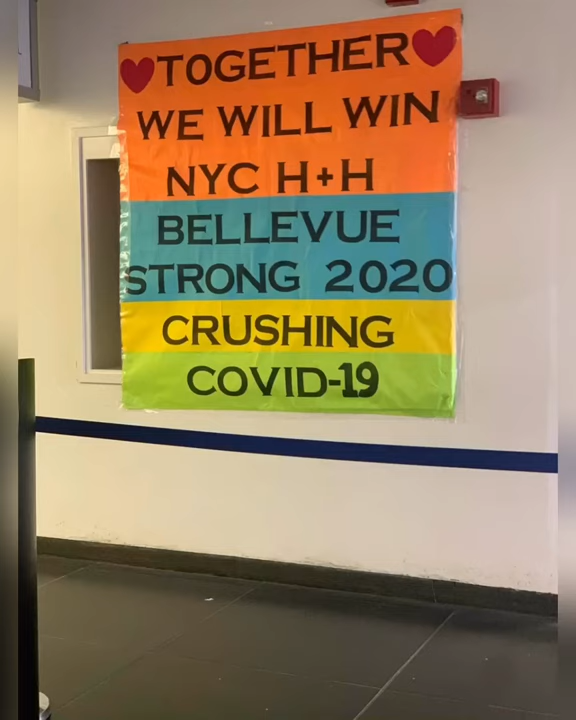 TOGETHER
WE WILL WIN
NYC H+H
BELLEVUE
STRONG 2020
CRUSHING
COVID-19